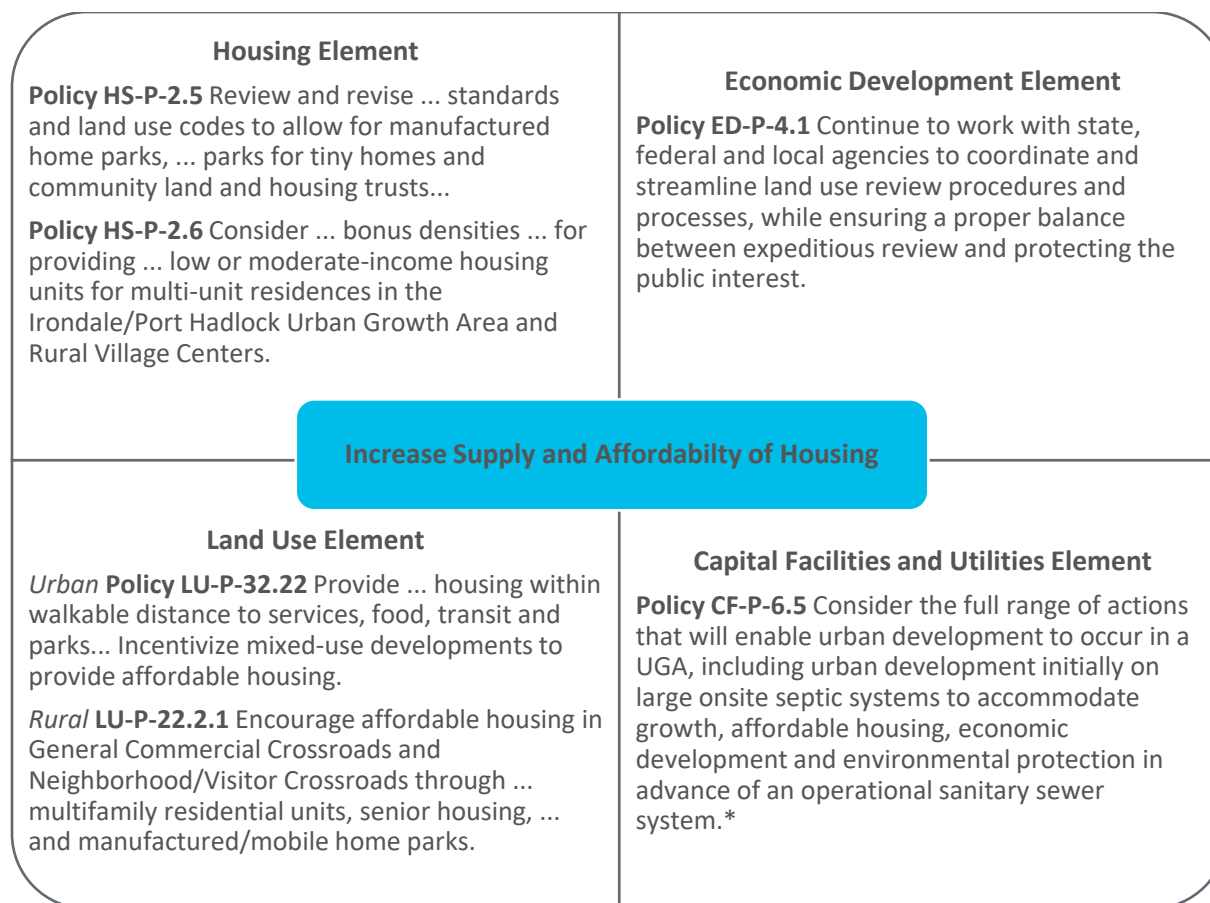 Housing Element
Policy HS-P-2.5 Review and revise ... standards
and land use codes to allow for manufactured
home parks, ... parks for tiny homes and
community land and housing trusts...
Policy HS-P-2.6 Consider ... bonus densities ... for
providing ... low or moderate-income housing
units for multi-unit residences in the
Irondale/Port Hadlock Urban Growth Area and
Rural Village Centers.
Economic Development Element
Policy ED-P-4.1 Continue to work with state,
federal and local agencies to coordinate and
streamline land use review procedures and
processes, while ensuring a proper balance
between expeditious review and protecting the
public interest.
Increase Supply and Affordabilty of Housing
Land Use Element
Urban Policy LU-P-32.22 Provide ... housing within
walkable distance to services, food, transit and
parks... Incentivize mixed-use developments to
provide affordable housing.
Rural LU-P-22.2.1 Encourage affordable housing in
General Commercial Crossroads and
Neighborhood/Visitor Crossroads through ...
multifamily residential units, senior housing, ...
and manufactured/mobile home parks.
Capital Facilities and Utilities Element
Policy CF-P-6.5 Consider the full range of actions
that will enable urban development to occur in a
UGA, including urban development initially on
large onsite septic systems to accommodate
growth, affordable housing, economic
development and environmental protection in
advance of an operational sanitary sewer
system.*